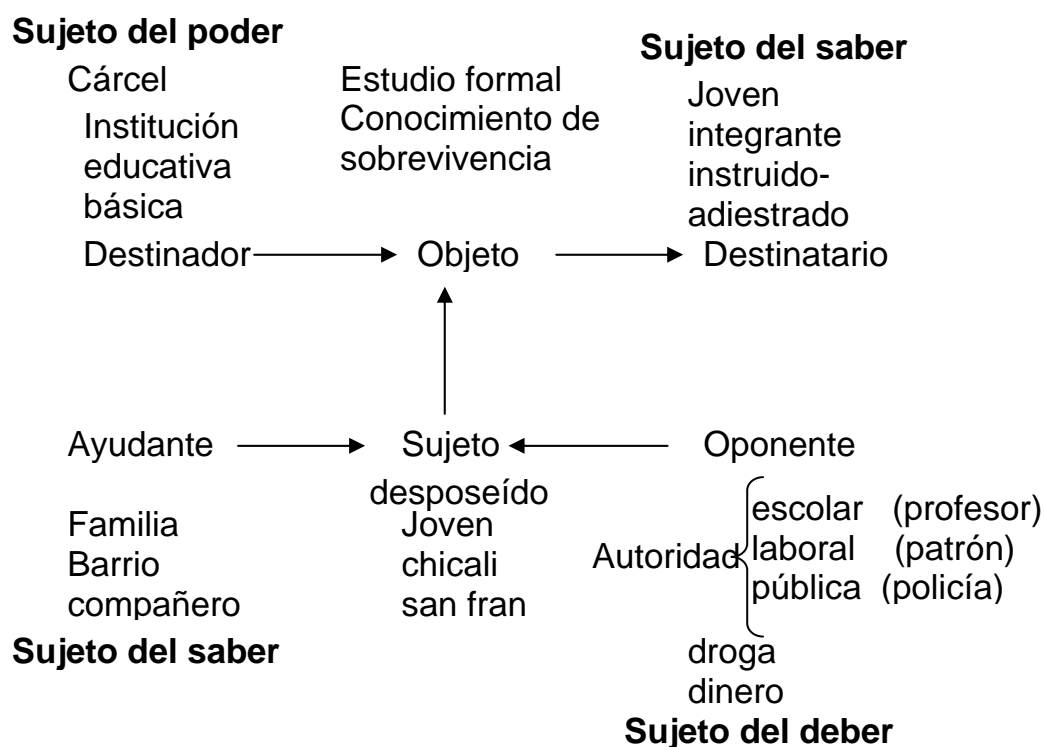 Sujeto del poder
Cárcel
Institución
educativa
básica
Estudio formal
Conocimiento de
sobrevivencia
Sujeto del saber
Joven
integrante
instruido-
adiestrado
Destinador
Objeto
Destinatario
Ayudante
Sujeto
Oponente
desposeído
Familia
Barrio
compañero
Sujeto del saber
Joven
chicali
san fran
Autoridad
escolar (profesor)
laboral (patrón)
pública (policía)
droga
dinero
Sujeto del deber